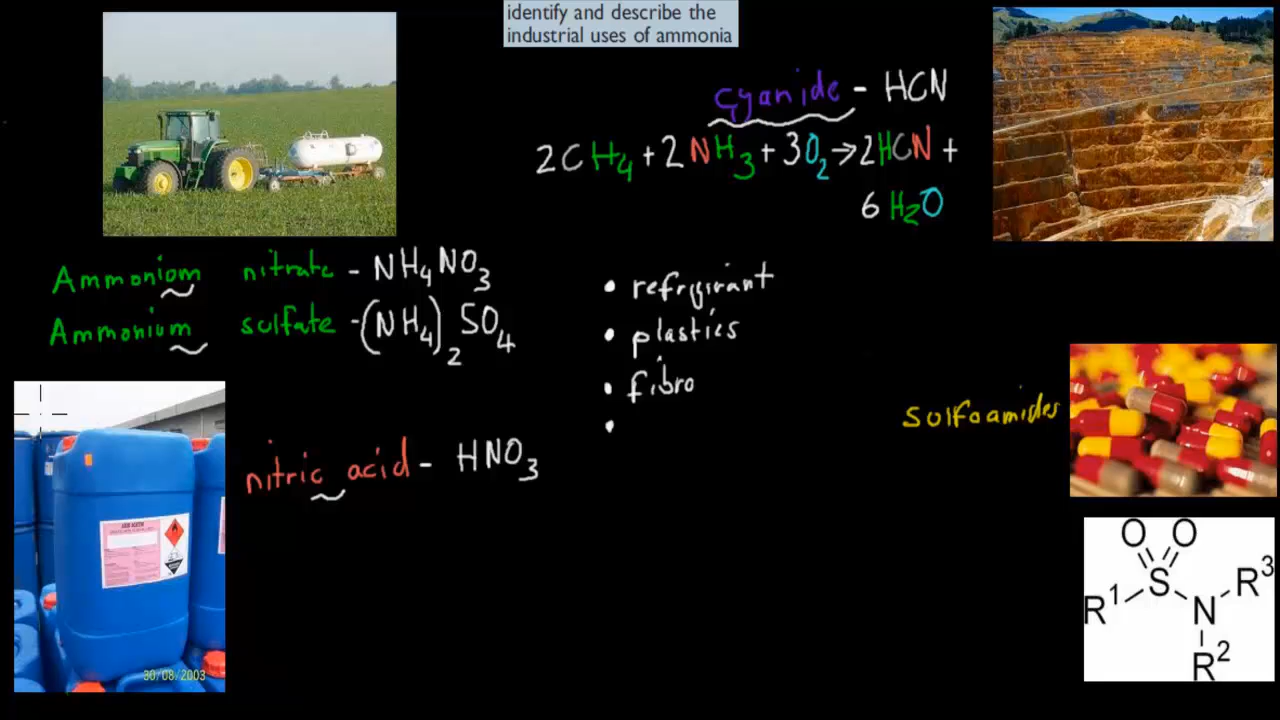 identify and describe the
industrial uses of ammonia
cyanide - HCN
2CH4 + 2NH3 + 3O2 → 2HCN +
6H2O
Ammonium nitrate - NH4NO3
Ammonium sulfate - (NH4)2SO4
• refrigirant
• plastics
• fibro
•
nitric acid - HNO3
sulfoamides
30/08/2003
O O
R1 S N R3
R2